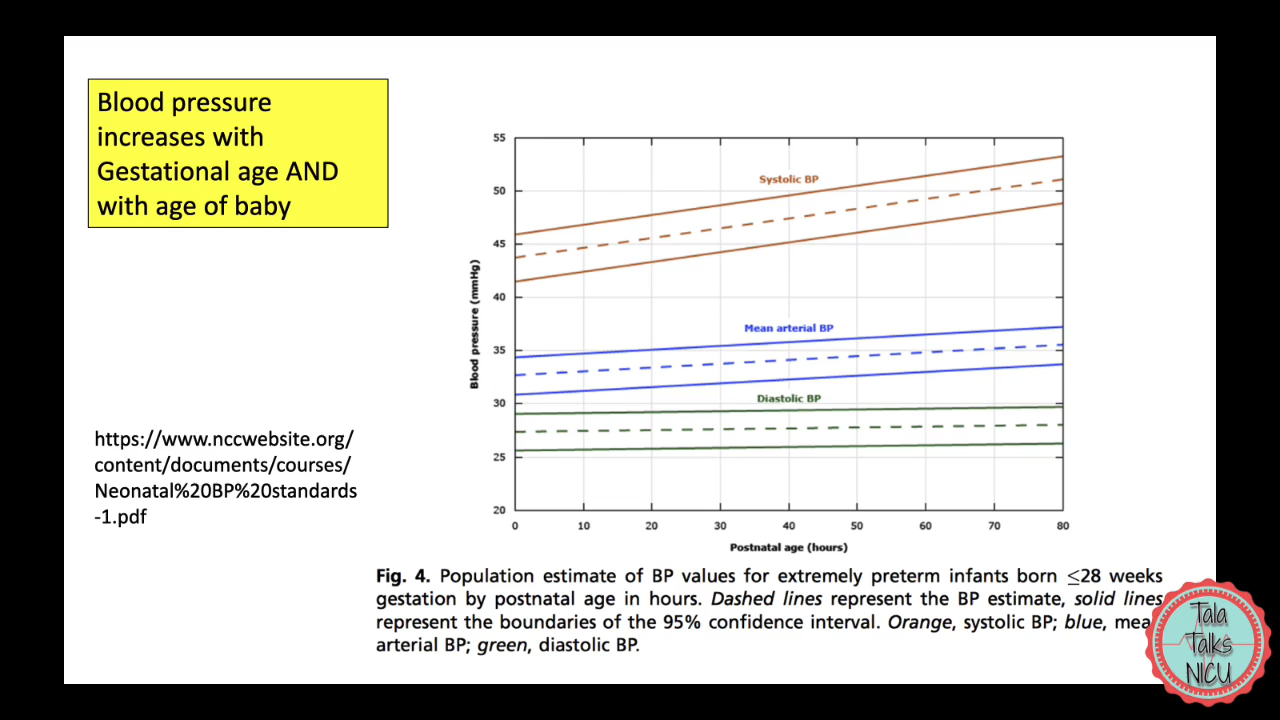 Blood pressure
increases with
Gestational age AND
with age of baby
https://www.nccwebsite.org/
content/documents/courses/
Neonatal%20BP%20standards
-1.pdf
Blood pressure (mmHg)
55
50
45
40
35
30
25
20
Systolic BP
Mean arterial BP
Diastolic BP
0 10 20 30 40 50 60 70 80
Postnatal age (hours)
Fig. 4. Population estimate of BP values for extremely preterm infants born ≤28 weeks
gestation by postnatal age in hours. Dashed lines represent the BP estimate, solid lines
represent the boundaries of the 95% confidence interval. Orange, systolic BP; blue, mea
arterial BP; green, diastolic BP.
Tala
Talks
NICU